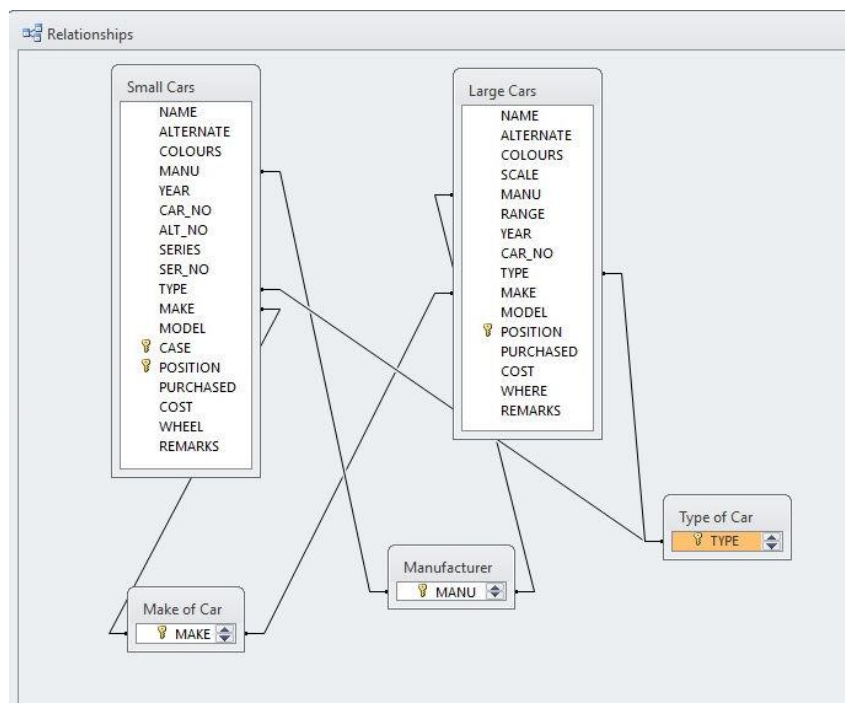 Relationships
Small Cars
NAME
ALTERNATE
COLOURS
MANU
YEAR
CAR_NO
ALT_NO
SERIES
SER_NO
TYPE
MAKE
MODEL
CASE
POSITION
PURCHASED
COST
WHEEL
REMARKS
Large Cars
NAME
ALTERNATE
COLOURS
SCALE
MANU
RANGE
YEAR
CAR_NO
TYPE
MAKE
MODEL
POSITION
PURCHASED
COST
WHERE
REMARKS
Type of Car
TYPE
Manufacturer
MANU
Make of Car
MAKE